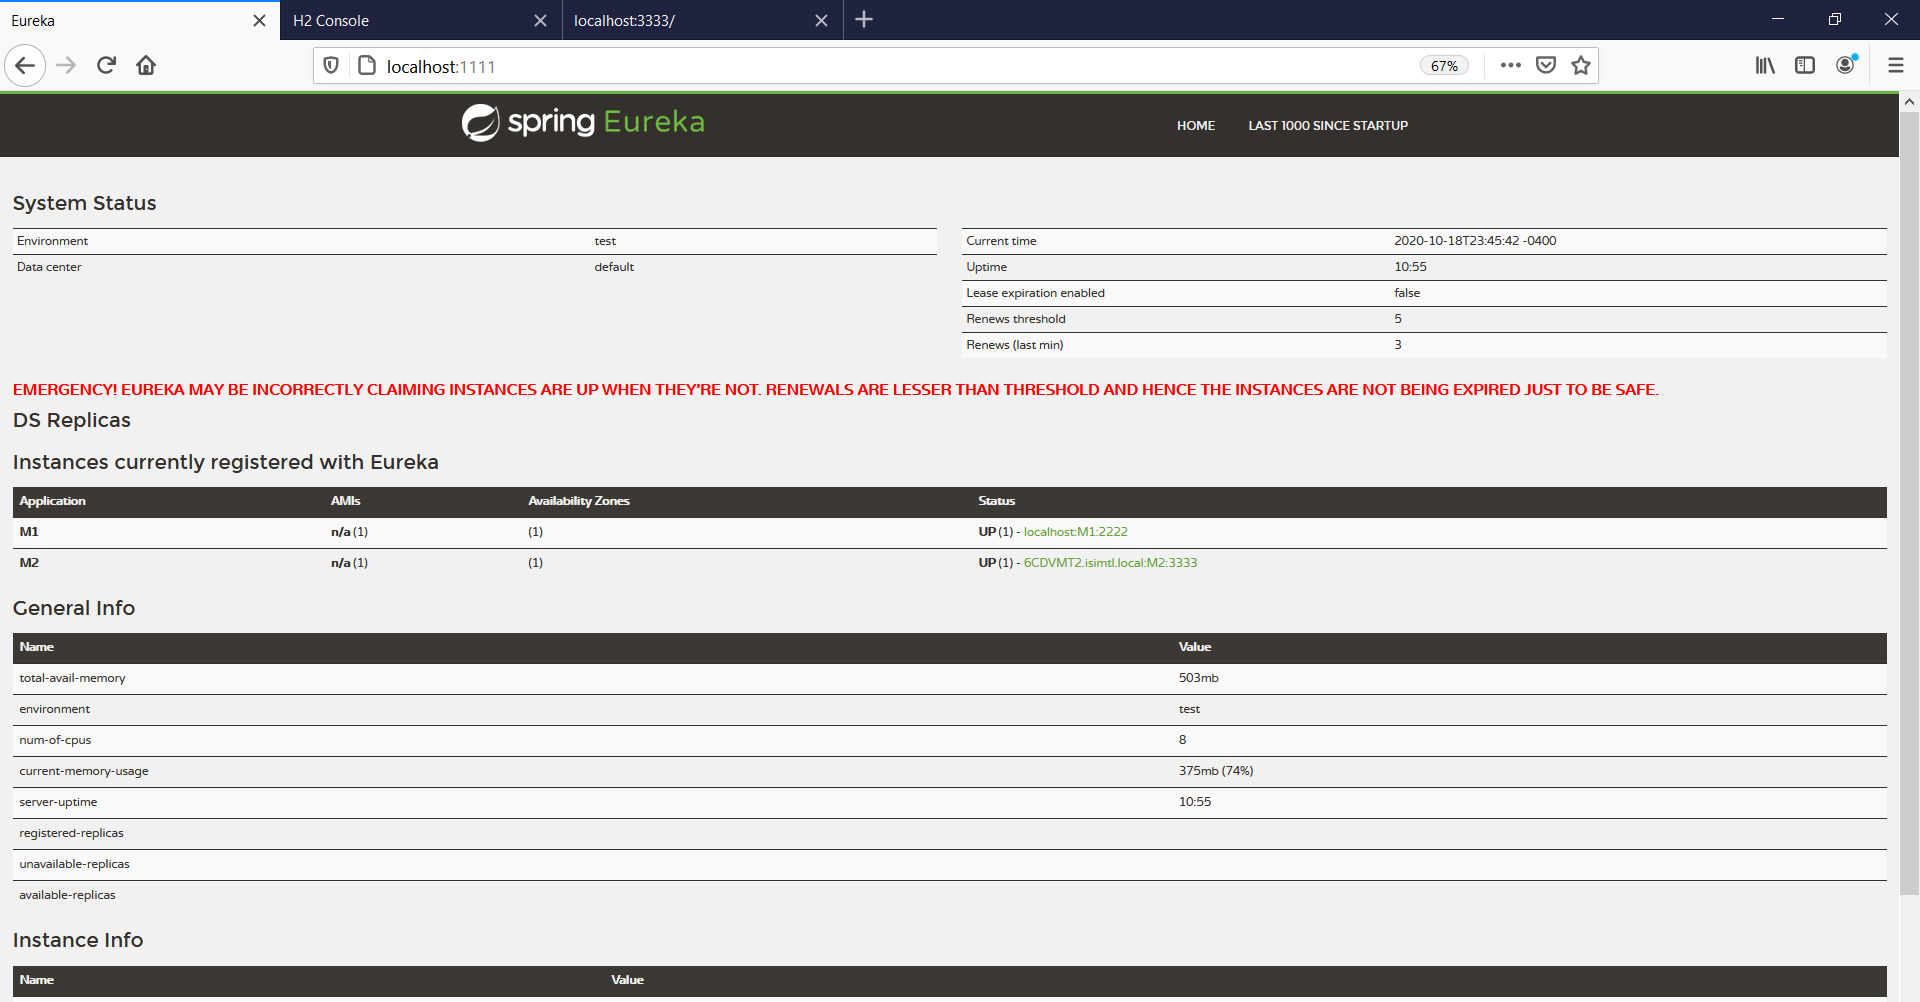 Eureka
H2 Console
localhost:3333/
localhost:1111
67%
spring Eureka
HOME
LAST 1000 SINCE STARTUP
System Status
Environment test
Data center default
Current time 2020-10-18T23:45:42 -0400
Uptime 10:55
Lease expiration enabled false
Renews threshold 5
Renews (last min) 3
EMERGENCY! EUREKA MAY BE INCORRECTLY CLAIMING INSTANCES ARE UP WHEN THEY'RE NOT. RENEWALS ARE LESSER THAN THRESHOLD AND HENCE THE INSTANCES ARE NOT BEING EXPIRED JUST TO BE SAFE.
DS Replicas
Instances currently registered with Eureka
Application AMIs Availability Zones Status
M1 n/a (1) (1) UP (1) - localhost:M1:2222
M2 n/a (1) (1) UP (1) - 6CDVMT2.isimtl.local:M2:3333
General Info
Name Value
total-avail-memory 503mb
environment test
num-of-cpus 8
current-memory-usage 375mb (74%)
server-uptime 10:55
registered-replicas
unavailable-replicas
available-replicas
Instance Info
Name Value